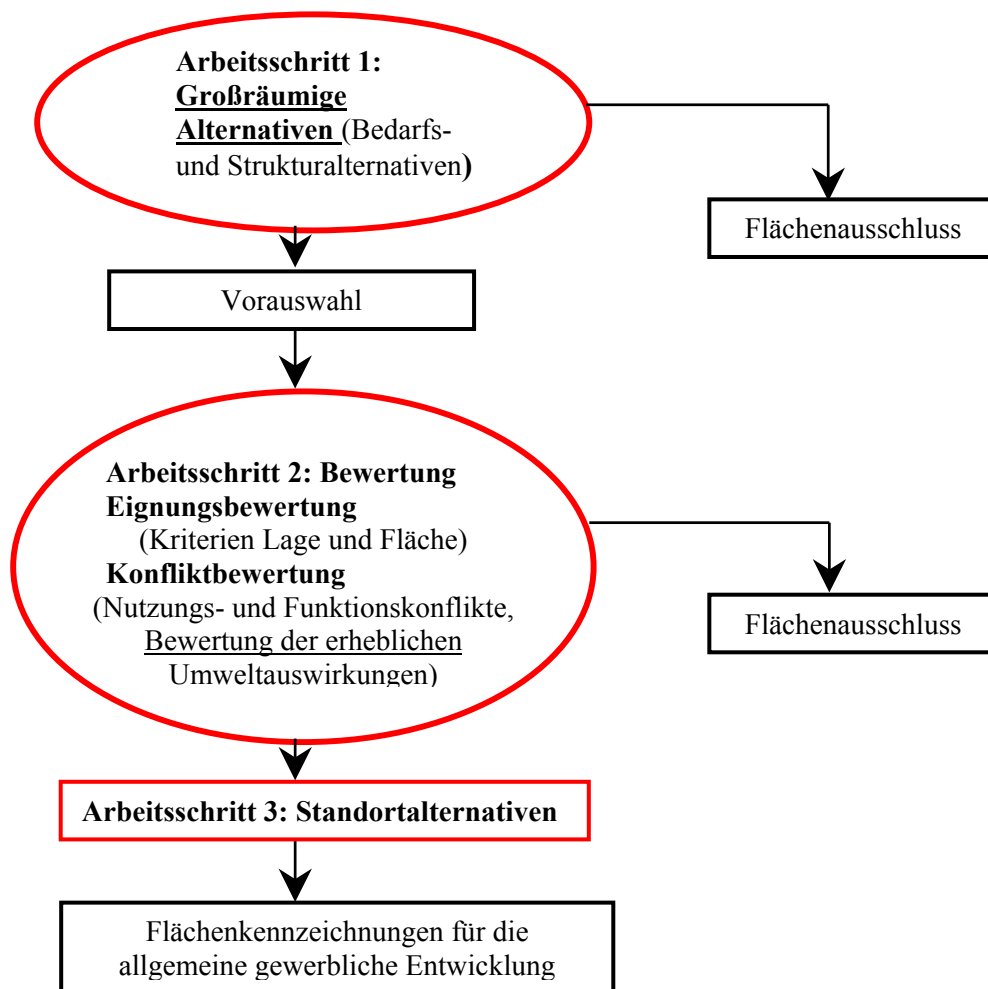 Arbeitsschritt 1:
Großräumige
Alternativen (Bedarfs-
und Strukturalternativen)
Flächenausschluss
Vorauswahl
Arbeitsschritt 2: Bewertung
Eignungsbewertung
(Kriterien Lage und Fläche)
Konfliktbewertung
(Nutzungs- und Funktionskonflikte,
Bewertung der erheblichen
Umweltauswirkungen)
Flächenausschluss
Arbeitsschritt 3: Standortalternativen
Flächenkennzeichnungen für die
allgemeine gewerbliche Entwicklung